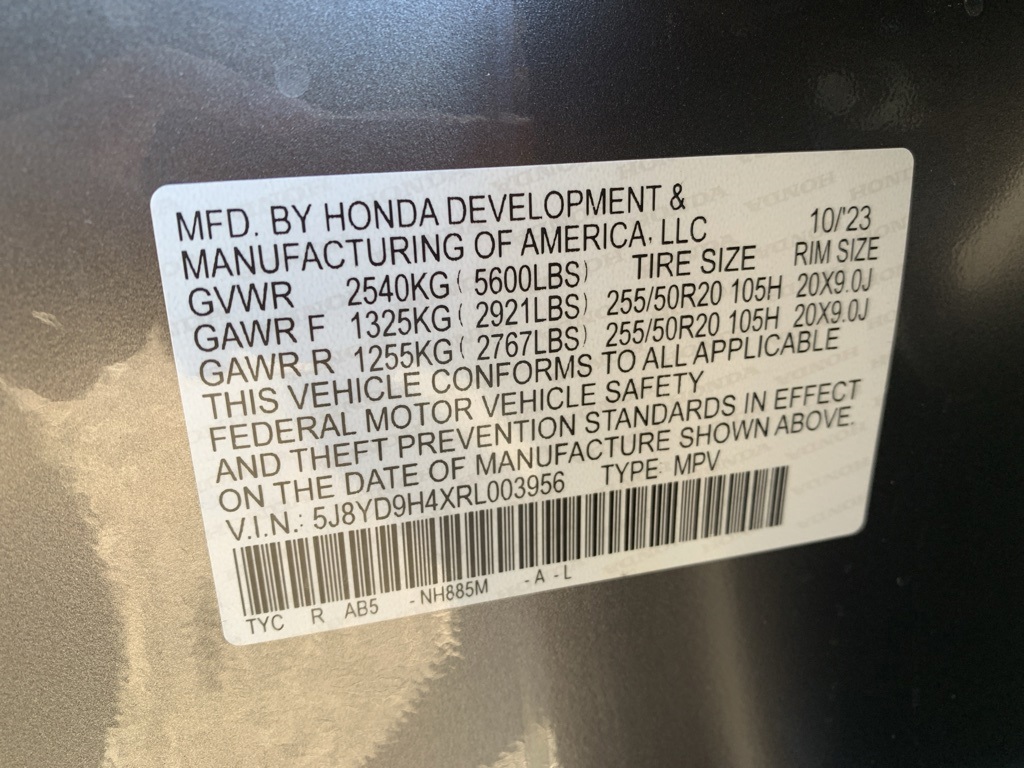 MFD. BY HONDA DEVELOPMENT &
MANUFACTURING OF AMERICA, LLC 10/'23
GVWR 2540KG ( 5600LBS) TIRE SIZE RIM SIZE
GAWR F 1325KG ( 2921LBS) 255/50R20 105H 20X9.0J
GAWR R 1255KG ( 2767LBS) 255/50R20 105H 20X9.0J
THIS VEHICLE CONFORMS TO ALL APPLICABLE
FEDERAL MOTOR VEHICLE SAFETY
AND THEFT PREVENTION STANDARDS IN EFFECT
ON THE DATE OF MANUFACTURE SHOWN ABOVE.
V.I.N.: 5J8YD9H4XRL003956 TYPE: MPV
TYC R AB5 - NH885M - A - L